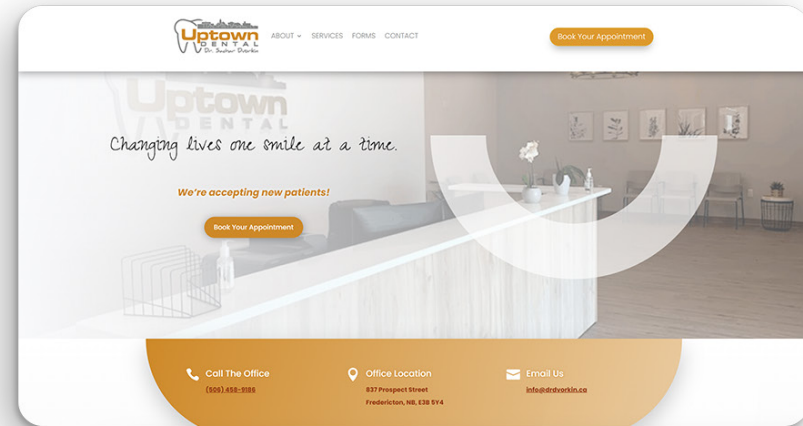 Uptown
DENTAL
ABOUT
SERVICES
FORMS
CONTACT
Book Your Appointment
Uptown
DENTAL
Changing lives one smile at a time.
We're accepting new patients!
Book Your Appointment
Call The Office
(506) 458-9186
Office Location
837 Prospect Street
Fredericton, NB, E3B 5Y4
Email Us
info@drdvorkin.ca